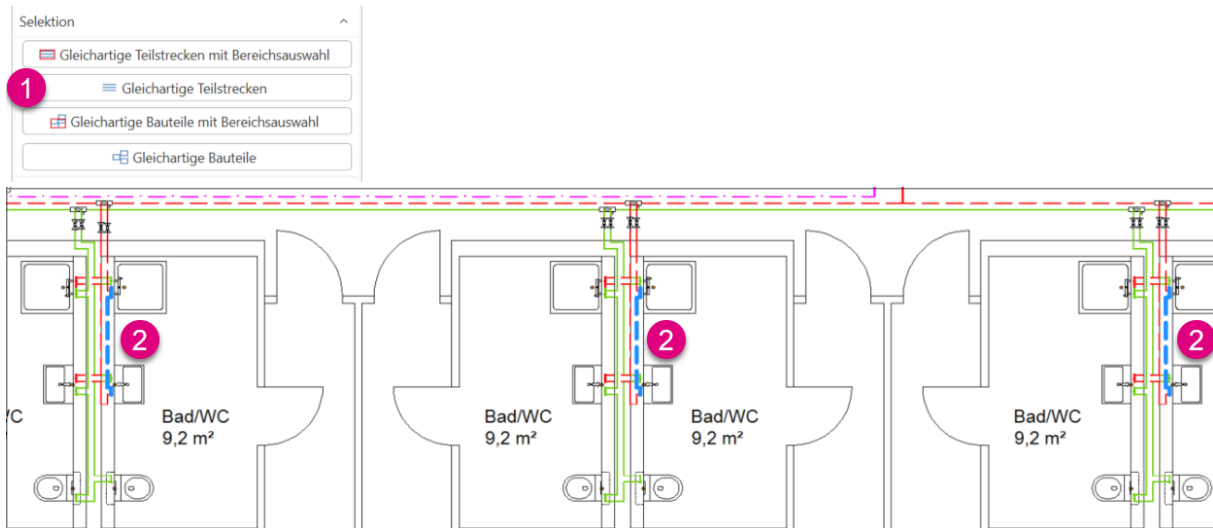 Selektion
Gleichartige Teilstrecken mit Bereichsauswahl
1
Gleichartige Teilstrecken
Gleichartige Bauteile mit Bereichsauswahl
Gleichartige Bauteile
2
2
2
/C
Bad/WC
9,2 m²
Bad/WC
9,2 m²
Bad/WC
9,2 m²
Bad/WC
9,2 m²